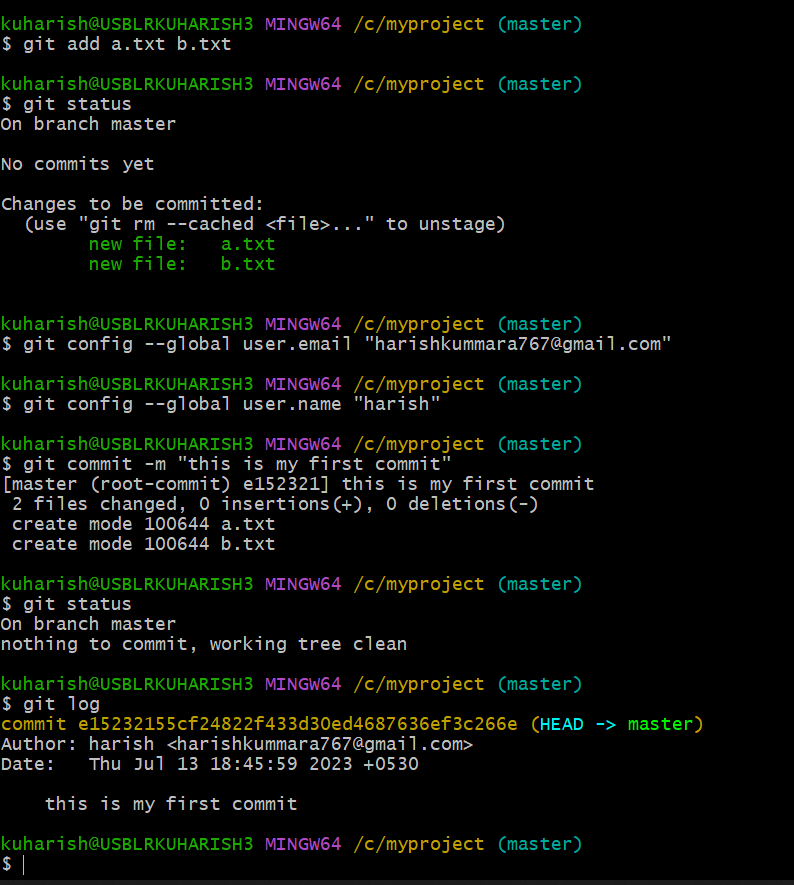 kuharish@USBLRKUHARISH3 MINGW64 /c/myproject (master)
$ git add a.txt b.txt

kuharish@USBLRKUHARISH3 MINGW64 /c/myproject (master)
$ git status
On branch master

No commits yet

Changes to be committed:
  (use "git rm --cached <file>..." to unstage)
        new file:   a.txt
        new file:   b.txt


kuharish@USBLRKUHARISH3 MINGW64 /c/myproject (master)
$ git config --global user.email "harishkummara767@gmail.com"

kuharish@USBLRKUHARISH3 MINGW64 /c/myproject (master)
$ git config --global user.name "harish"

kuharish@USBLRKUHARISH3 MINGW64 /c/myproject (master)
$ git commit -m "this is my first commit"
[master (root-commit) e152321] this is my first commit
 2 files changed, 0 insertions(+), 0 deletions(-)
 create mode 100644 a.txt
 create mode 100644 b.txt

kuharish@USBLRKUHARISH3 MINGW64 /c/myproject (master)
$ git status
On branch master
nothing to commit, working tree clean

kuharish@USBLRKUHARISH3 MINGW64 /c/myproject (master)
$ git log
commit e15232155cf24822f433d30ed4687636ef3c266e (HEAD -> master)
Author: harish <harishkummara767@gmail.com>
Date:   Thu Jul 13 18:45:59 2023 +0530

    this is my first commit

kuharish@USBLRKUHARISH3 MINGW64 /c/myproject (master)
$